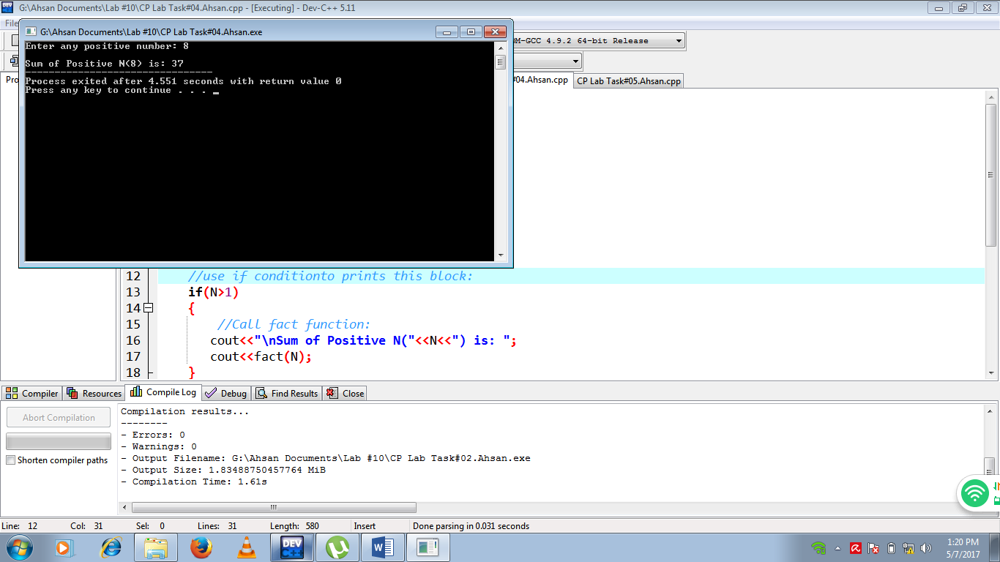 G:\Ahsan Documents\Lab #10\CP Lab Task#04.Ahsan.cpp - [Executing] - Dev-C++ 5.11
File
G:\Ahsan Documents\Lab #10\CP Lab Task#04.Ahsan.exe
Enter any positive number: 8
Sum of Positive N(8) is: 37
--------------------------------
Process exited after 4.551 seconds with return value 0
Press any key to continue . . .
DM-GCC 4.9.2 64-bit Release
#04.Ahsan.cpp CP Lab Task#05.Ahsan.cpp
12 //use if conditionto prints this block:
13 if(N>1)
14 {
15 //Call fact function:
16 cout<<"\nSum of Positive N("<<N<<") is: ";
17 cout<<fact(N);
18 }
Compiler Resources Compile Log Debug Find Results Close
Abort Compilation
Shorten compiler paths
Compilation results...
--------
- Errors: 0
- Warnings: 0
- Output Filename: G:\Ahsan Documents\Lab #10\CP Lab Task#02.Ahsan.exe
- Output Size: 1.83488750457764 MiB
- Compilation Time: 1.61s
Line: 12 Col: 31 Sel: 0 Lines: 31 Length: 580 Insert Done parsing in 0.031 seconds
DEV C++
W
1:20 PM
5/7/2017